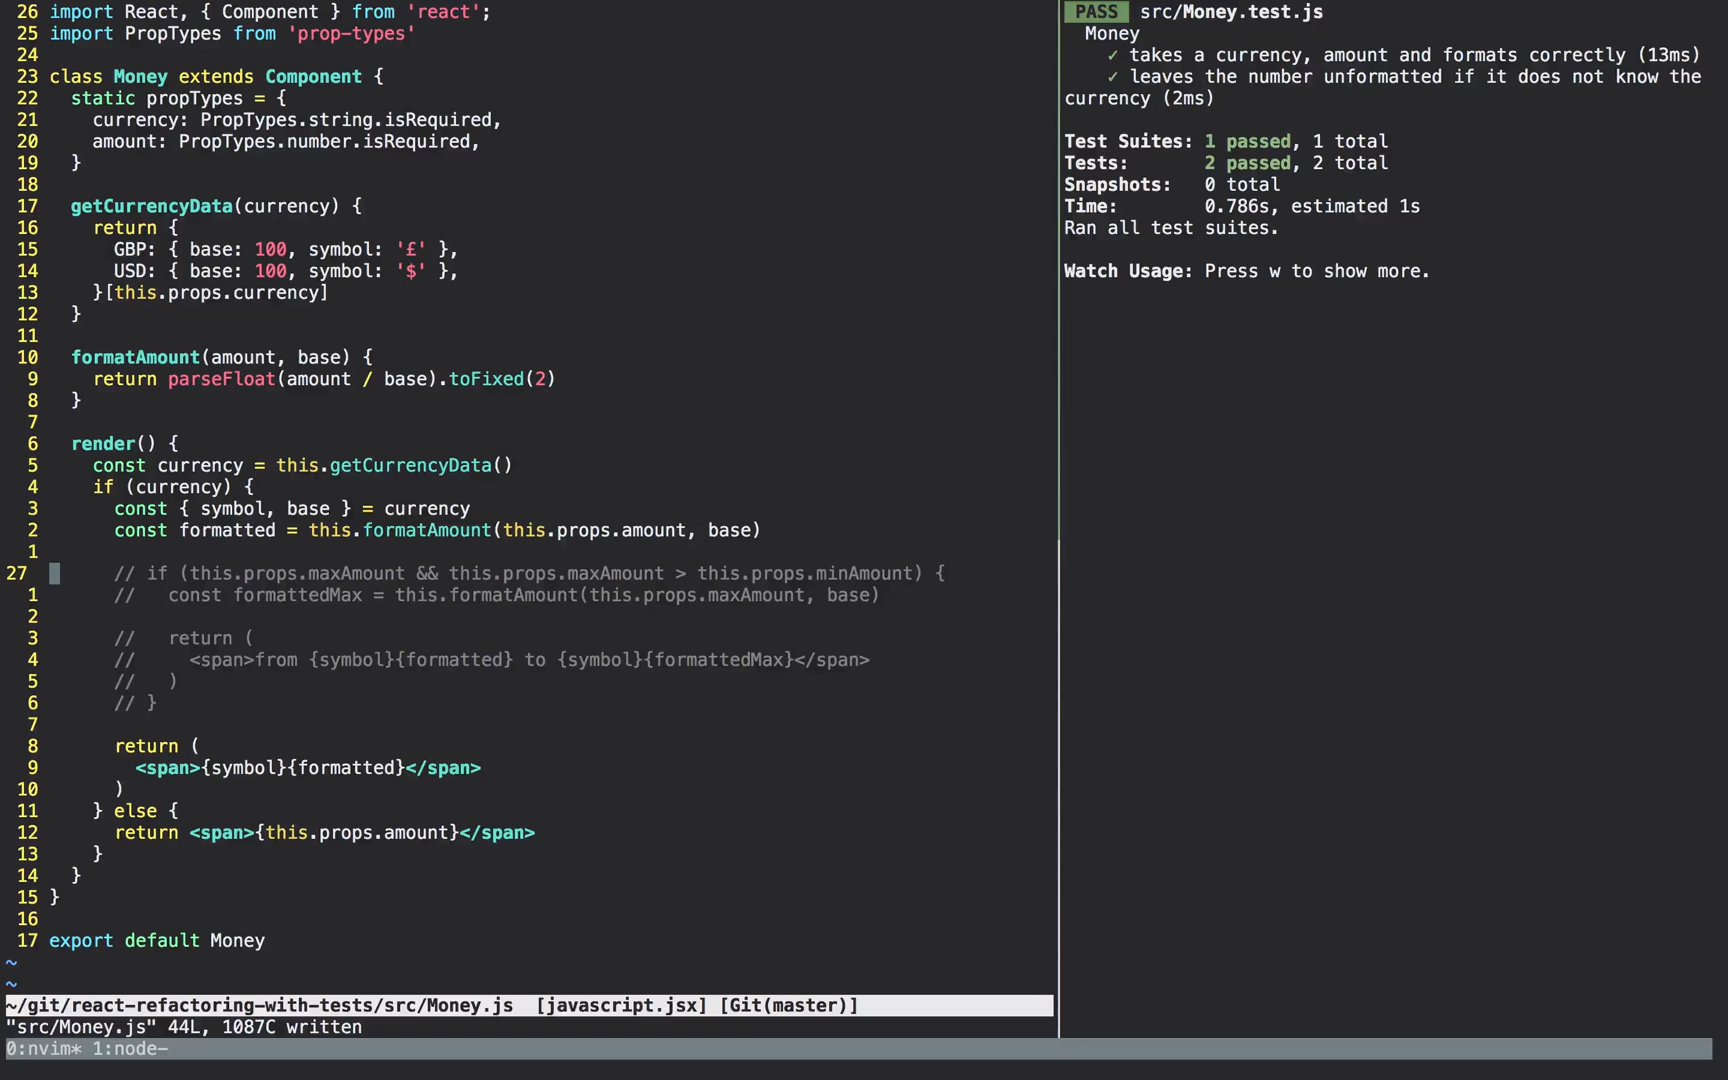 26 import React, { Component } from 'react';
25 import PropTypes from 'prop-types'
24
23 class Money extends Component {
22   static propTypes = {
21     currency: PropTypes.string.isRequired,
20     amount: PropTypes.number.isRequired,
19   }
18
17   getCurrencyData(currency) {
16     return {
15       GBP: { base: 100, symbol: '£' },
14       USD: { base: 100, symbol: '$' },
13     }[this.props.currency]
12   }
11
10   formatAmount(amount, base) {
9     return parseFloat(amount / base).toFixed(2)
8   }
7
6   render() {
5     const currency = this.getCurrencyData()
4     if (currency) {
3       const { symbol, base } = currency
2       const formatted = this.formatAmount(this.props.amount, base)
1
27       // if (this.props.maxAmount && this.props.maxAmount > this.props.minAmount) {
1       //   const formattedMax = this.formatAmount(this.props.maxAmount, base)
2
3       //   return (
4       //     <span>from {symbol}{formatted} to {symbol}{formattedMax}</span>
5       //   )
6       // }
7
8       return (
9         <span>{symbol}{formatted}</span>
10       )
11     } else {
12       return <span>{this.props.amount}</span>
13     }
14   }
15 }
16
17 export default Money
~
~
~/git/react-refactoring-with-tests/src/Money.js  [javascript.jsx] [Git(master)]
"src/Money.js" 44L, 1087C written
0:nvim* 1:node-
PASS src/Money.test.js
Money
✓ takes a currency, amount and formats correctly (13ms)
✓ leaves the number unformatted if it does not know the
currency (2ms)
Test Suites: 1 passed, 1 total
Tests: 2 passed, 2 total
Snapshots: 0 total
Time: 0.786s, estimated 1s
Ran all test suites.
Watch Usage: Press w to show more.